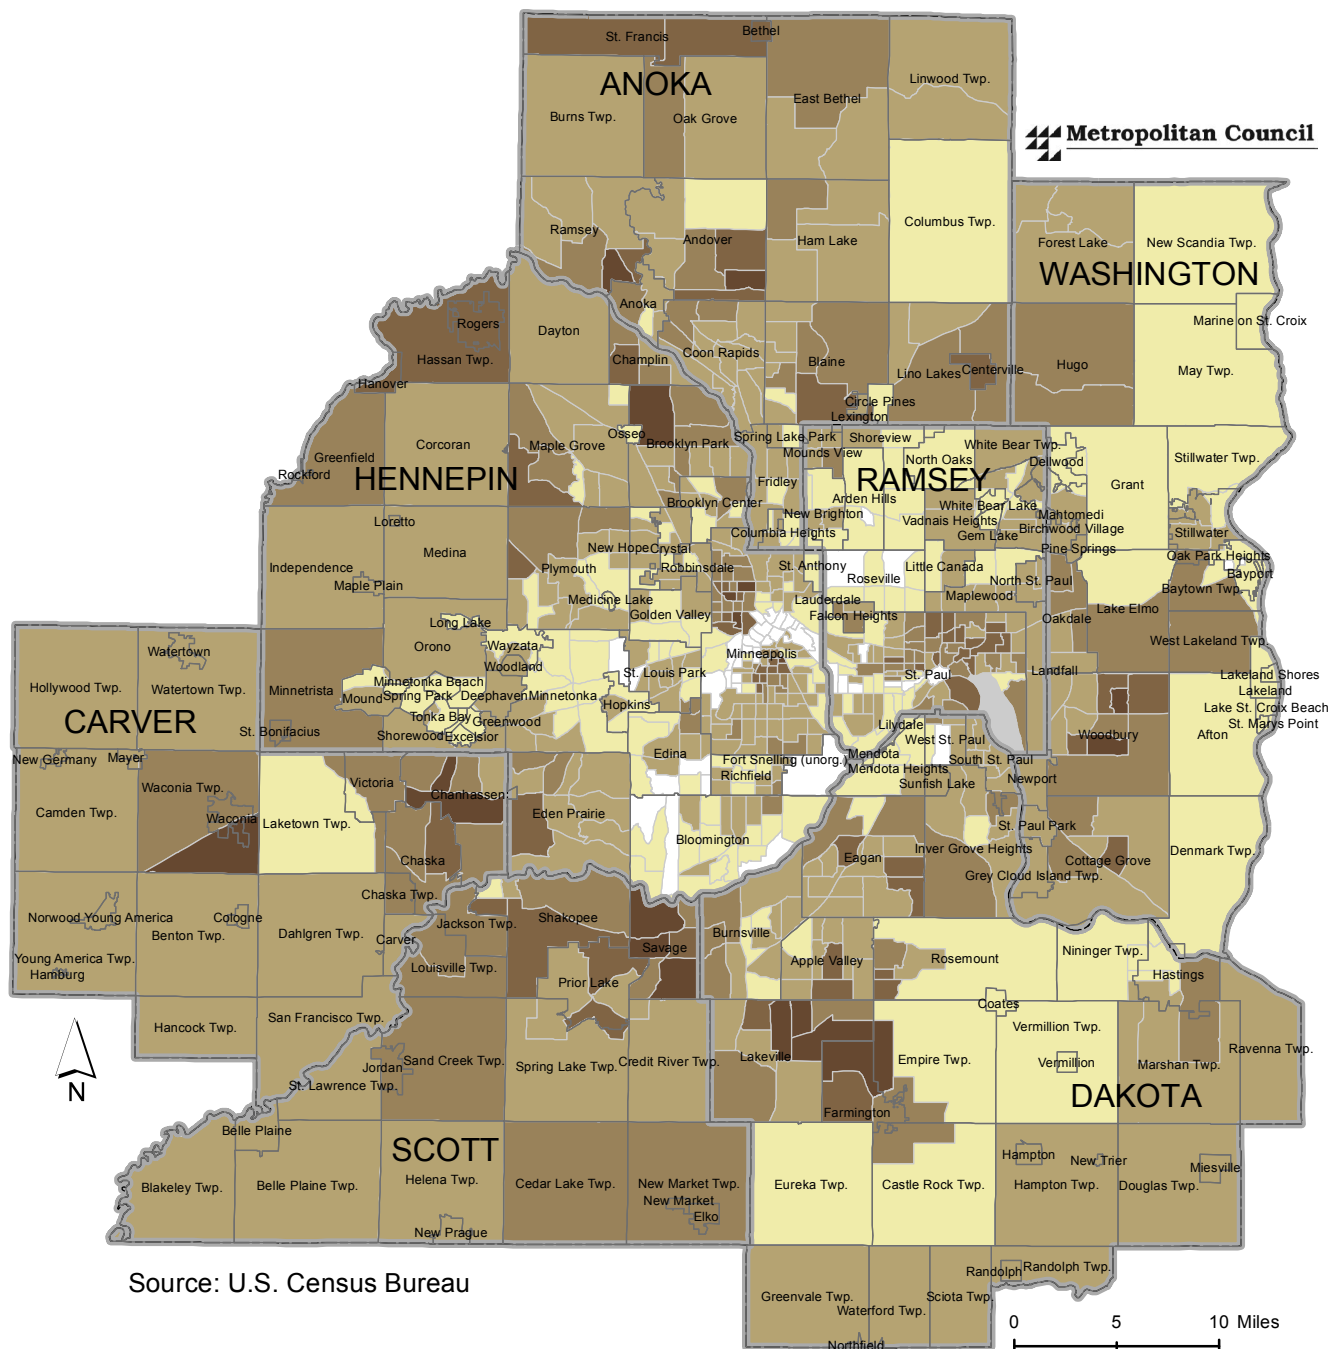 St. Francis
Bethel
ANOKA
Linwood Twp.
East Bethel
Burns Twp.
Oak Grove
Metropolitan Council
Ramsey
Andover
Ham Lake
Columbus Twp.
Forest Lake
New Scandia Twp.
WASHINGTON
Anoka
Rogers
Dayton
Marine on St. Croix
Hassan Twp.
Champlin
Coon Rapids
Blaine
Lino Lakes
Centerville
Hugo
May Twp.
Hanover
Circle Pines
Lexington
Corcoran
Maple Grove
Osseo
Brooklyn Park
Spring Lake Park
Mounds View
Shoreview
White Bear Twp.
North Oaks
Dellwood
Stillwater Twp.
Greenfield
Rockford
HENNEPIN
Fridley
RAMSEY
Grant
Arden Hills
Brooklyn Center
New Brighton
White Bear Lake
Vadnais Heights
Mahtomedi
Birchwood Village
Gem Lake
Loretto
Columbia Heights
Stillwater
Medina
New Hope
Crystal
Pine Springs
Oak Park Heights
Independence
Plymouth
Robbinsdale
St. Anthony
Little Canada
Bayport
Maple Plain
Roseville
North St. Paul
Baytown Twp.
Medicine Lake
Lauderdale
Maplewood
Golden Valley
Falcon Heights
Lake Elmo
Long Lake
Oakdale
Orono
Wayzata
West Lakeland Twp.
Watertown
Woodland
Minneapolis
St. Louis Park
St. Paul
Landfall
Lakeland Shores
Hollywood Twp.
Watertown Twp.
Minnetrista
Minnetonka Beach
Mound
Spring Park
Deephaven
Minnetonka
Lakeland
CARVER
Hopkins
Lake St. Croix Beach
Tonka Bay
Greenwood
St. Marys Point
St. Bonifacius
Shorewood
Excelsior
Lilydale
West St. Paul
Woodbury
Afton
New Germany
Mayer
Edina
Fort Snelling (unorg.)
Mendota
South St. Paul
Richfield
Mendota Heights
Newport
Waconia Twp.
Victoria
Sunfish Lake
Chanhassen
Camden Twp.
Waconia
Laketown Twp.
Eden Prairie
St. Paul Park
Bloomington
Inver Grove Heights
Chaska
Eagan
Cottage Grove
Denmark Twp.
Grey Cloud Island Twp.
Chaska Twp.
Norwood Young America
Cologne
Jackson Twp.
Shakopee
Benton Twp.
Dahlgren Twp.
Carver
Burnsville
Savage
Nininger Twp.
Young America Twp.
Hamburg
Louisville Twp.
Apple Valley
Rosemount
Hastings
Prior Lake
Coates
Hancock Twp.
San Francisco Twp.
Vermillion Twp.
Ravenna Twp.
Jordan
Sand Creek Twp.
Spring Lake Twp.
Credit River Twp.
Lakeville
Empire Twp.
Vermillion
Marshan Twp.
N
St. Lawrence Twp.
DAKOTA
Farmington
Belle Plaine
SCOTT
Hampton
New Trier
Miesville
Blakeley Twp.
Belle Plaine Twp.
Helena Twp.
Cedar Lake Twp.
New Market Twp.
New Market
Eureka Twp.
Castle Rock Twp.
Hampton Twp.
Douglas Twp.
Elko
New Prague
Source: U.S. Census Bureau
Randolph
Randolph Twp.
Greenvale Twp.
Waterford Twp.
Sciota Twp.
Northfield
0 5 10 Miles